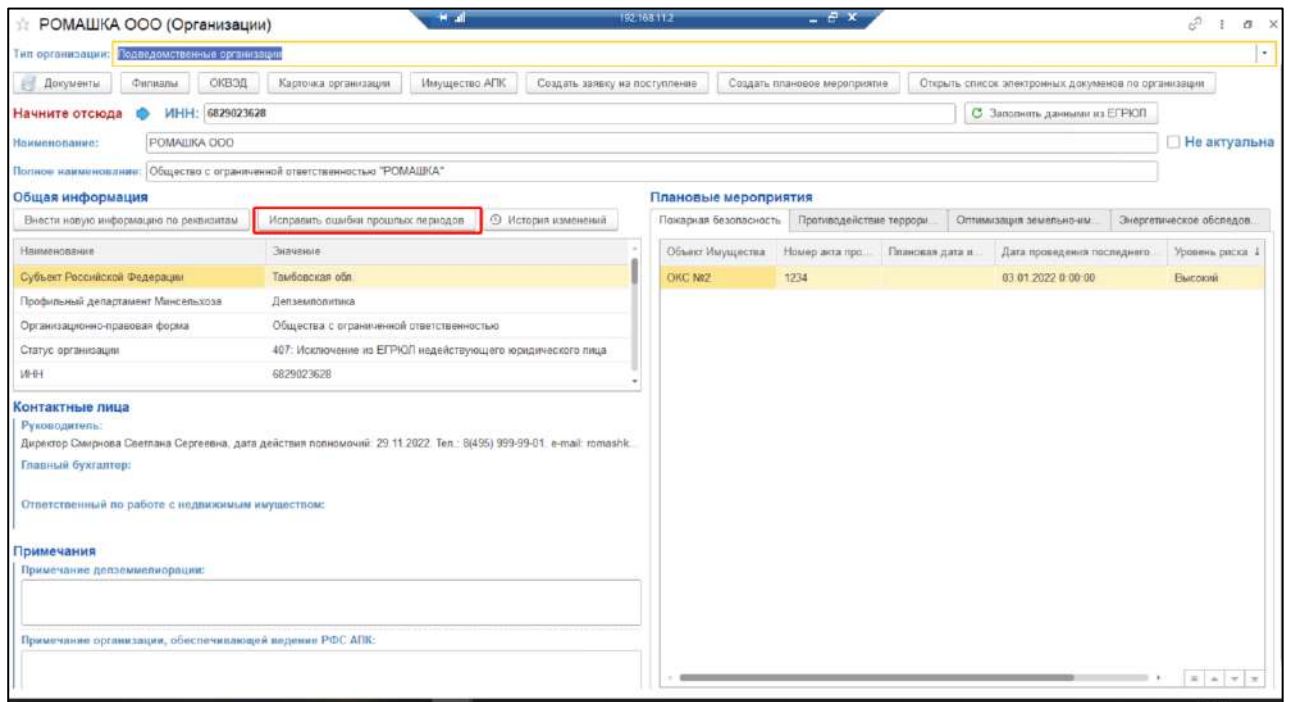 РОМАШКА ООО (Организации)
192.168.11.2
Тип организации: Подведомственные организации
Документы Филиалы ОКВЭД Карточка организации Имущество АПК Создать заявку на поступление Создать плановое мероприятие Открыть список электронных докуменов по организации
Начните отсюда ИНН: 6829023628 Заполнить данными из ЕГРЮЛ
Наименование: РОМАШКА ООО Не актуальна
Полное наименование: Общество с ограниченной ответственностью "РОМАШКА"
Общая информация
Внести новую информацию по реквизитам Исправить ошибки прошлых периодов История изменений
Наименование Значение
Субъект Российской Федерации Тамбовская обл.
Профильный департамент Минсельхоза Депземполитика
Организационно-правовая форма Общества с ограниченной ответственностью
Статус организации 407: Исключение из ЕГРЮЛ недействующего юридического лица
ИНН 6829023628
Контактные лица
Руководитель:
Директор Смирнова Светлана Сергеевна, дата действия полномочий: 29.11.2022. Тел.: 8(495) 999-99-01. e-mail: romashk...
Главный бухгалтер:
Ответственный по работе с недвижимым имуществом:
Примечания
Примечание депземмелиорации:
Примечание организации, обеспечивающей ведение РФС АПК:
Плановые мероприятия
Пожарная безопасность Противодействие террори... Оптимизация земельно-им... Энергетическое обследов...
Объект Имущества Номер акта про... Плановая дата н... Дата проведения последнего... Уровень риска
ОКС №2 1234 03.01.2022 0:00:00 Высокий